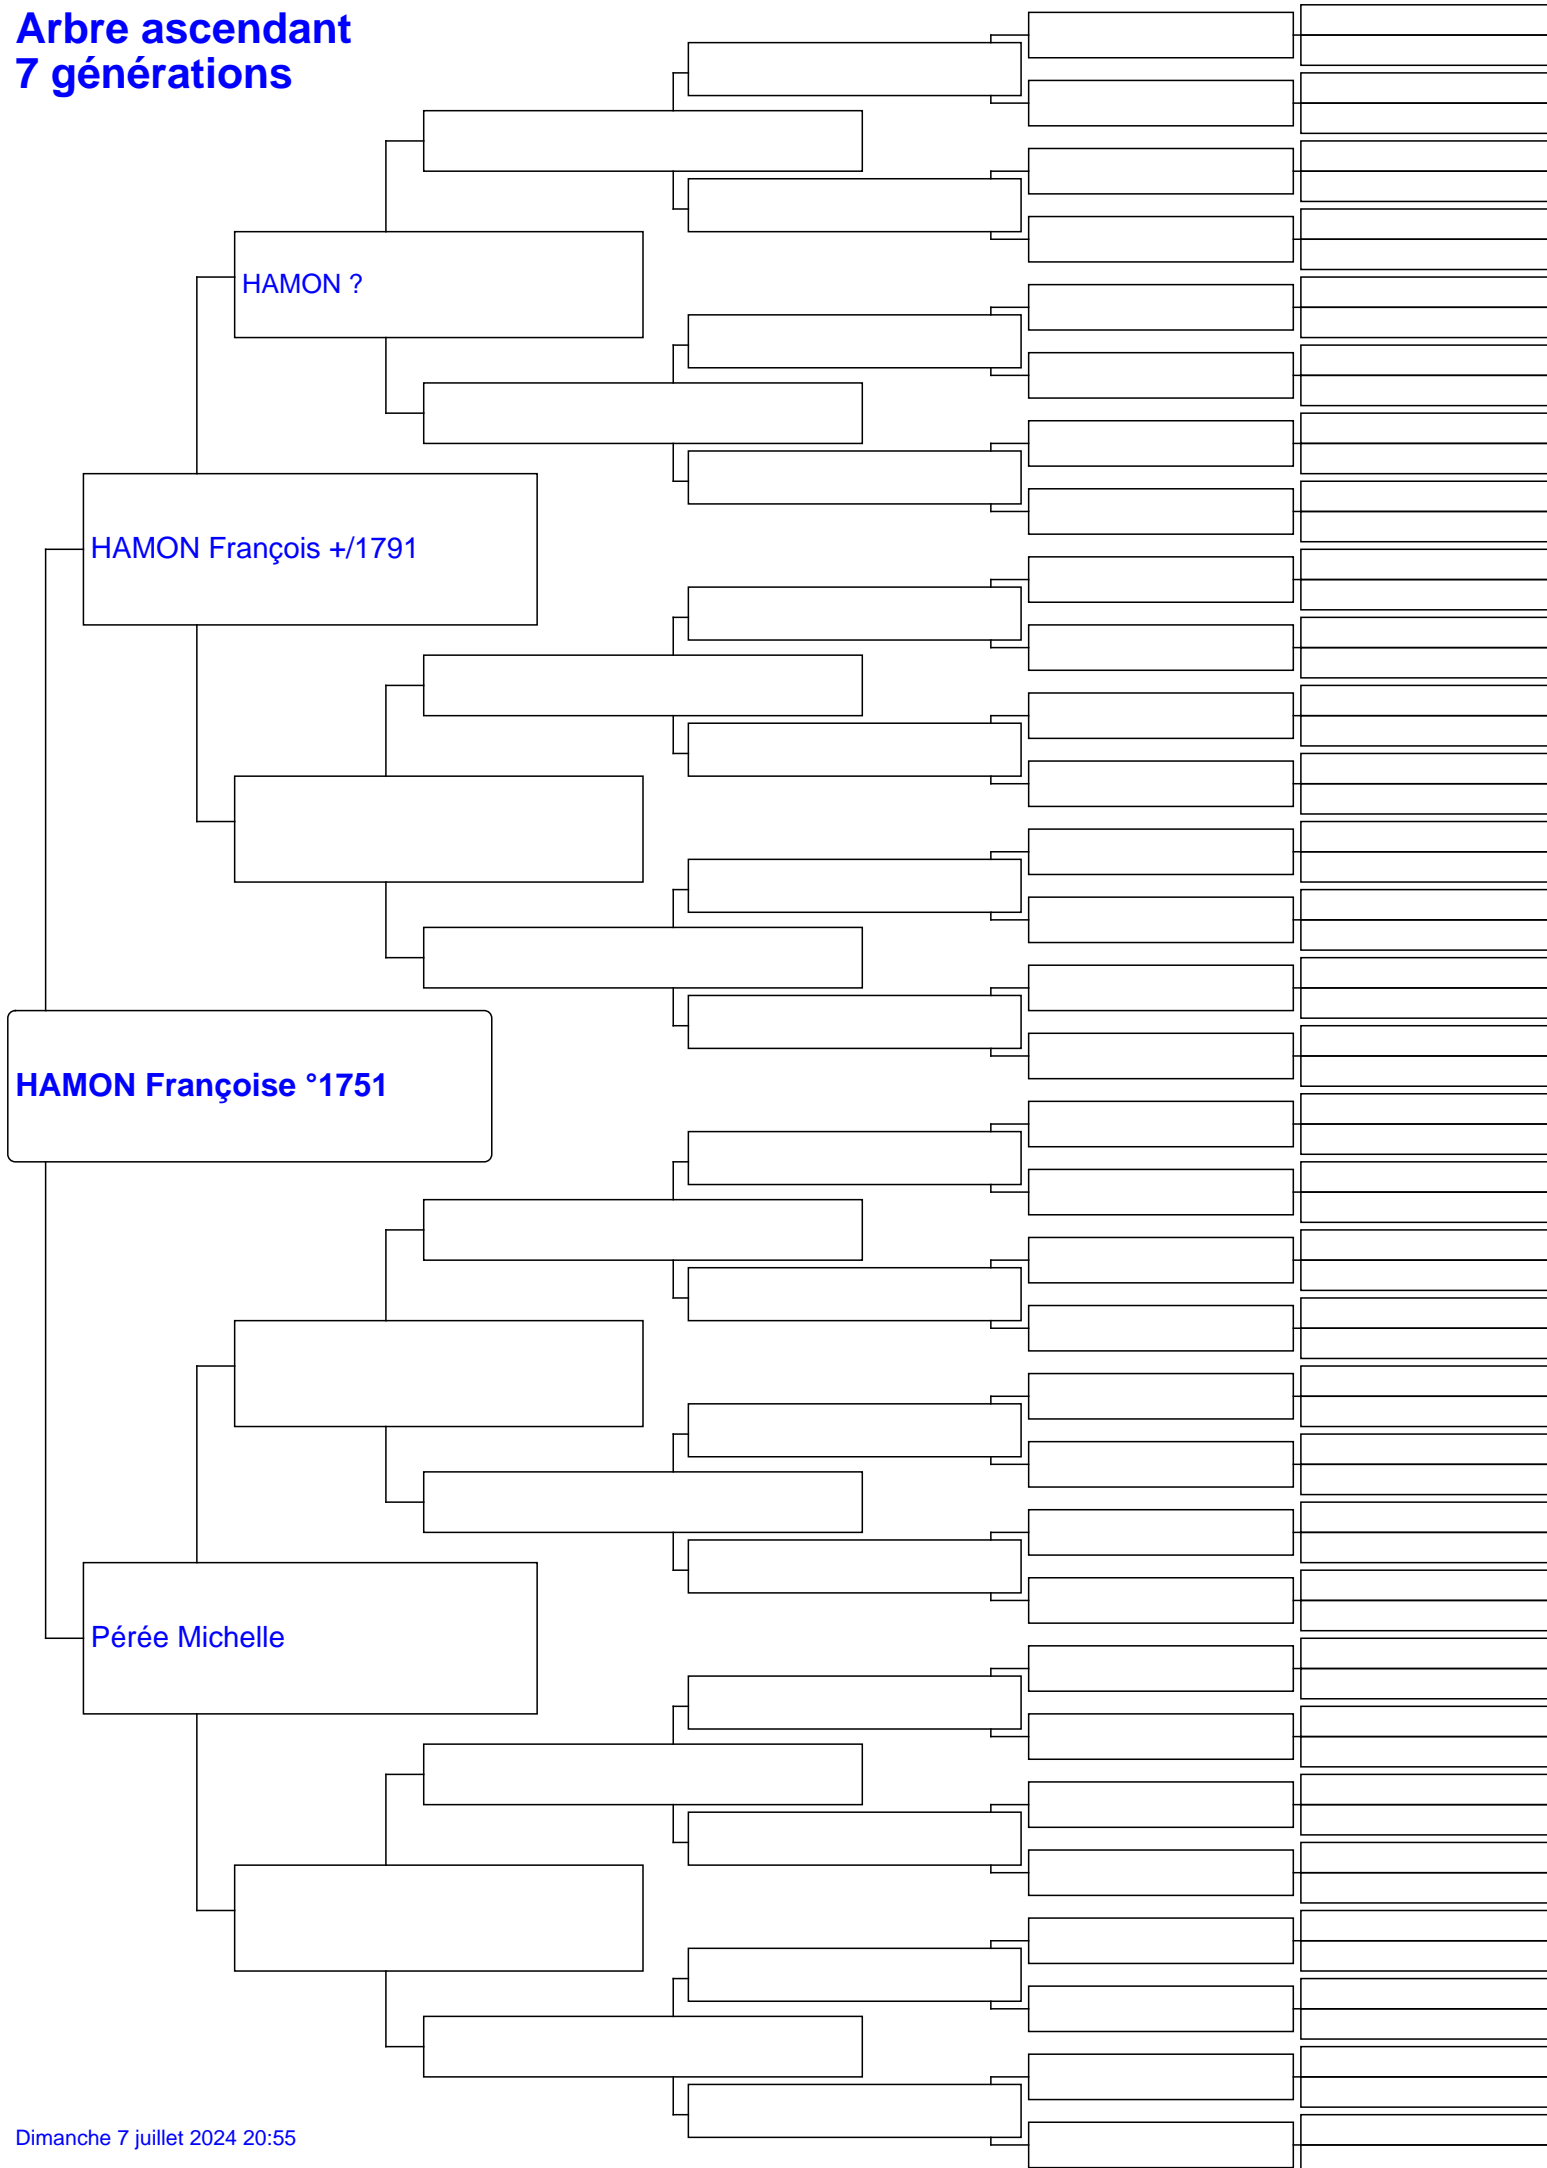 Arbre ascendant
7 générations
HAMON ?
HAMON François +/1791
HAMON Françoise °1751
Pérée Michelle
Dimanche 7 juillet 2024 20:55